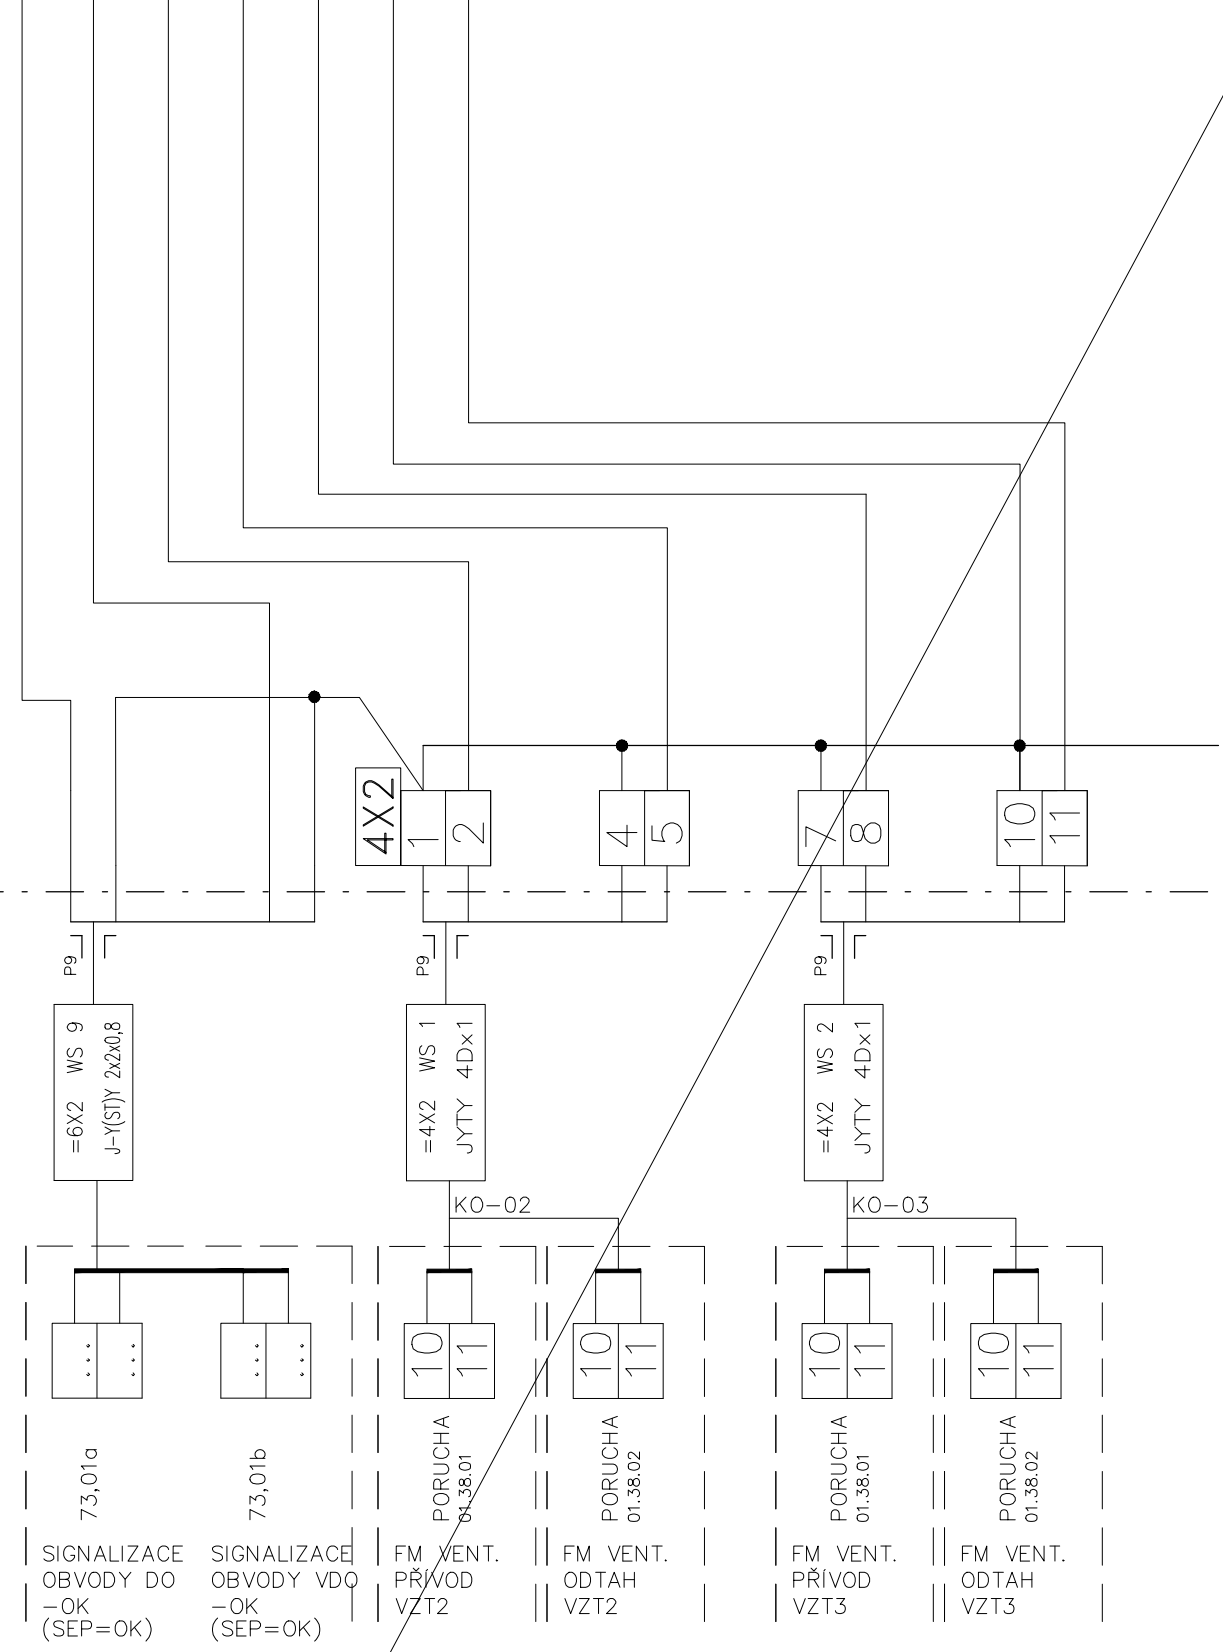 4X2
1
2
4
5
7
8
10
11
P9
P9
P9
=6X2 WS 9
J-Y(ST)Y 2x2x0,8
=4X2 WS 1
JYTY 4Dx1
=4X2 WS 2
JYTY 4Dx1
KO-02
KO-03
10
11
10
11
10
11
10
11
73,01a
73,01b
PORUCHA
01.38.01
PORUCHA
01.38.02
PORUCHA
01.38.01
PORUCHA
01.38.02
SIGNALIZACE
OBVODY DO
-OK
(SEP=OK)
SIGNALIZACE
OBVODY VDO
-OK
(SEP=OK)
FM VENT.
PŘÍVOD
VZT2
FM VENT.
ODTAH
VZT2
FM VENT.
PŘÍVOD
VZT3
FM VENT.
ODTAH
VZT3